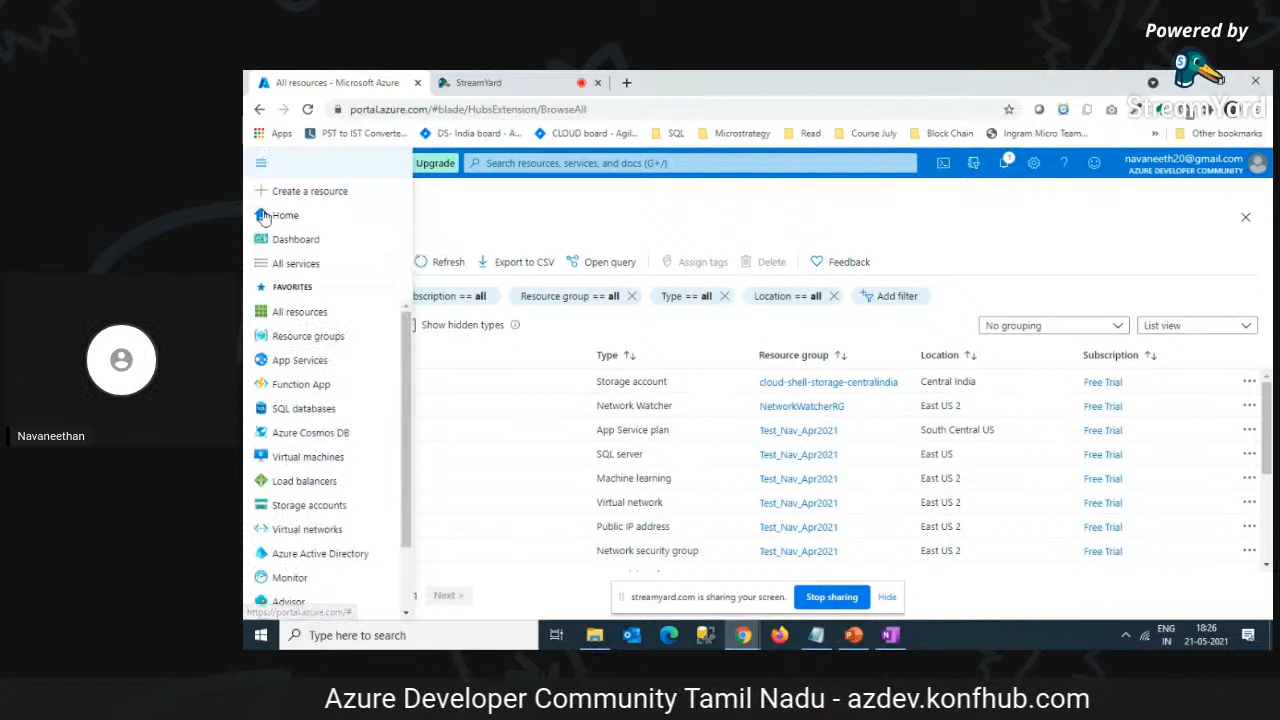 Powered by
StreamYard
All resources - Microsoft Azure
StreamYard
portal.azure.com/#blade/HubsExtension/BrowseAll
Apps
PST to IST Converte...
DS- India board - A...
CLOUD board - Agil...
SQL
Microstrategy
Read
Course July
Block Chain
Ingram Micro Team...
»
Other bookmarks
Upgrade
Search resources, services, and docs (G+/)
1
navaneeth20@gmail.com
AZURE DEVELOPER COMMUNITY
Create a resource
Home
Dashboard
All services
FAVORITES
All resources
Resource groups
App Services
Function App
SQL databases
Azure Cosmos DB
Virtual machines
Load balancers
Storage accounts
Virtual networks
Azure Active Directory
Monitor
Advisor
https://portal.azure.com/#
Refresh
Export to CSV
Open query
Assign tags
Delete
Feedback
bscription == all
Resource group == all
Type == all
Location == all
Add filter
Show hidden types
No grouping
List view
Type
Resource group
Location
Subscription
Storage account cloud-shell-storage-centralindia Central India Free Trial
Network Watcher NetworkWatcherRG East US 2 Free Trial
App Service plan Test_Nav_Apr2021 South Central US Free Trial
SQL server Test_Nav_Apr2021 East US Free Trial
Machine learning Test_Nav_Apr2021 East US 2 Free Trial
Virtual network Test_Nav_Apr2021 East US 2 Free Trial
Public IP address Test_Nav_Apr2021 East US 2 Free Trial
Network security group Test_Nav_Apr2021 East US 2 Free Trial
1
Next >
streamyard.com is sharing your screen.
Stop sharing
Hide
Type here to search
ENG
IN
18:26
21-05-2021
Navaneethan
Azure Developer Community Tamil Nadu - azdev.konfhub.com